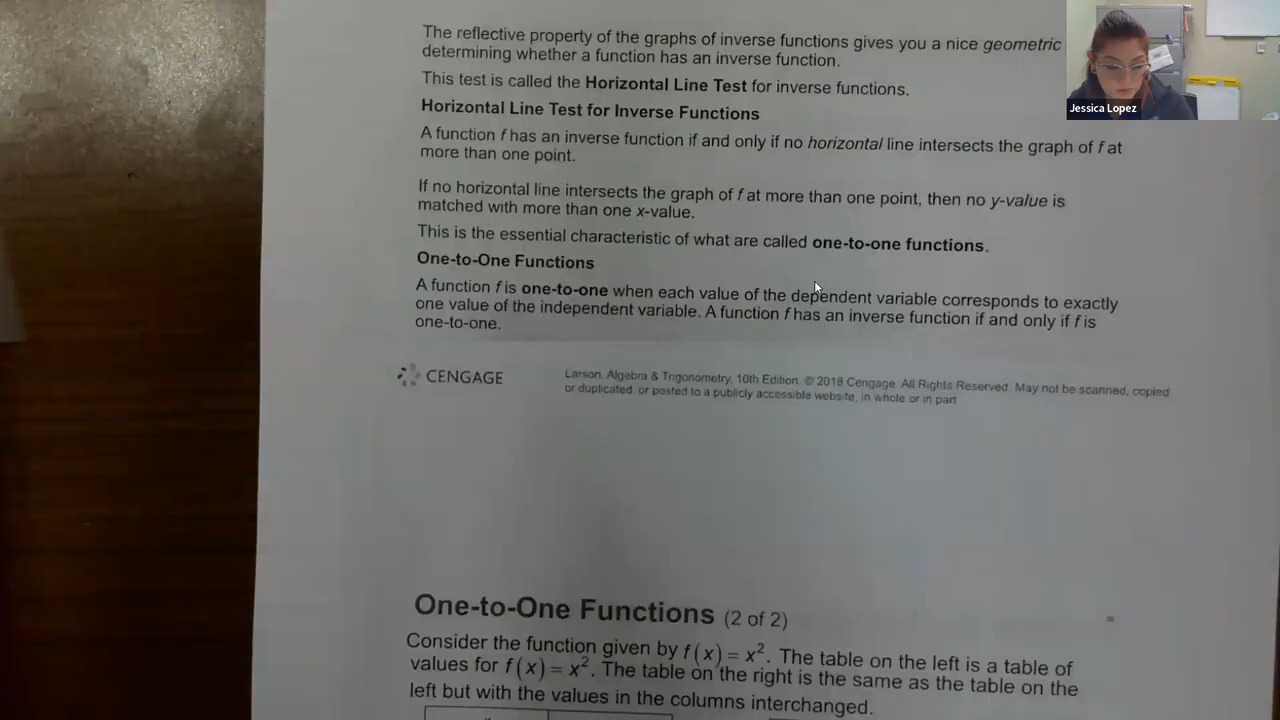 The reflective property of the graphs of inverse functions gives you a nice geometric
determining whether a function has an inverse function.
This test is called the Horizontal Line Test for inverse functions.
Horizontal Line Test for Inverse Functions
A function f has an inverse function if and only if no horizontal line intersects the graph of f at
more than one point.
If no horizontal line intersects the graph of f at more than one point, then no y-value is
matched with more than one x-value.
This is the essential characteristic of what are called one-to-one functions.
One-to-One Functions
A function f is one-to-one when each value of the dependent variable corresponds to exactly
one value of the independent variable. A function f has an inverse function if and only if f is
one-to-one.
CENGAGE
Larson, Algebra & Trigonometry, 10th Edition. © 2018 Cengage. All Rights Reserved. May not be scanned, copied
or duplicated, or posted to a publicly accessible website, in whole or in part
One-to-One Functions (2 of 2)
Consider the function given by f(x) = x². The table on the left is a table of
values for f(x) = x². The table on the right is the same as the table on the
left but with the values in the columns interchanged.
Jessica Lopez